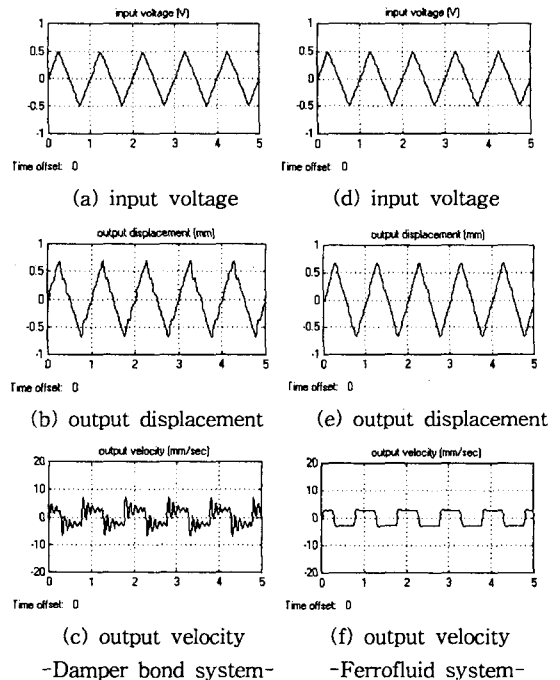 input voltage (V)
1
0.5
0
-0.5
-1
0 1 2 3 4 5
Time offset: 0
(a) input voltage
input voltage (V)
1
0.5
0
-0.5
-1
0 1 2 3 4 5
Time offset: 0
(d) input voltage
output displacement (mm)
1
0.5
0
-0.5
-1
0 1 2 3 4 5
Time offset: 0
(b) output displacement
output displacement (mm)
1
0.5
0
-0.5
-1
0 1 2 3 4 5
Time offset: 0
(e) output displacement
output velocity (mm/sec)
20
10
0
-10
-20
0 1 2 3 4 5
Time offset: 0
(c) output velocity
-Damper bond system-
output velocity (mm/sec)
20
10
0
-10
-20
0 1 2 3 4 5
Time offset: 0
(f) output velocity
-Ferrofluid system-